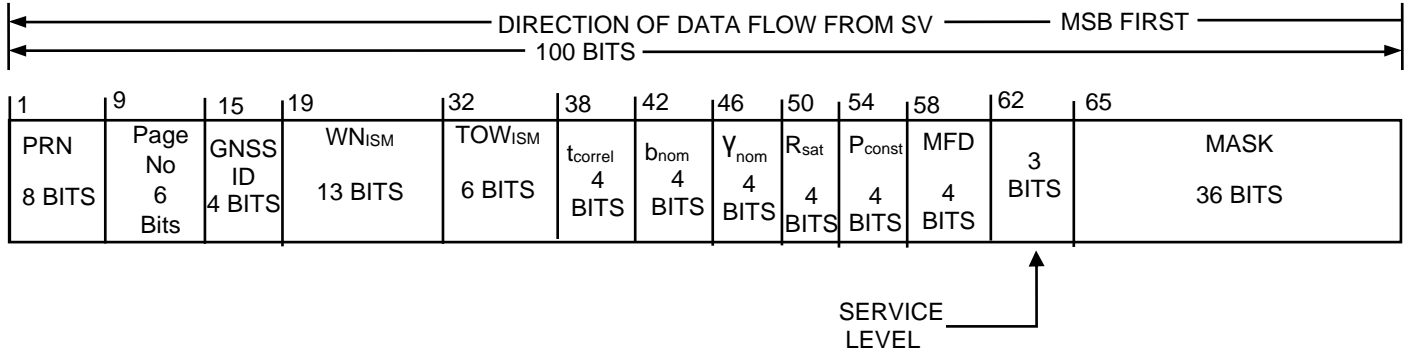 DIRECTION OF DATA FLOW FROM SV MSB FIRST
100 BITS
1 9 15 19 32 38 42 46 50 54 58 62 65
PRN
8 BITS
Page
No
6
Bits
GNSS
ID
4 BITS
WNISM
13 BITS
TOWISM
6 BITS
tcorrel
4
BITS
bnom
4
BITS
γnom
4
BITS
Rsat
4
BITS
Pconst
4
BITS
MFD
4
BITS
3
BITS
MASK
36 BITS
SERVICE
LEVEL